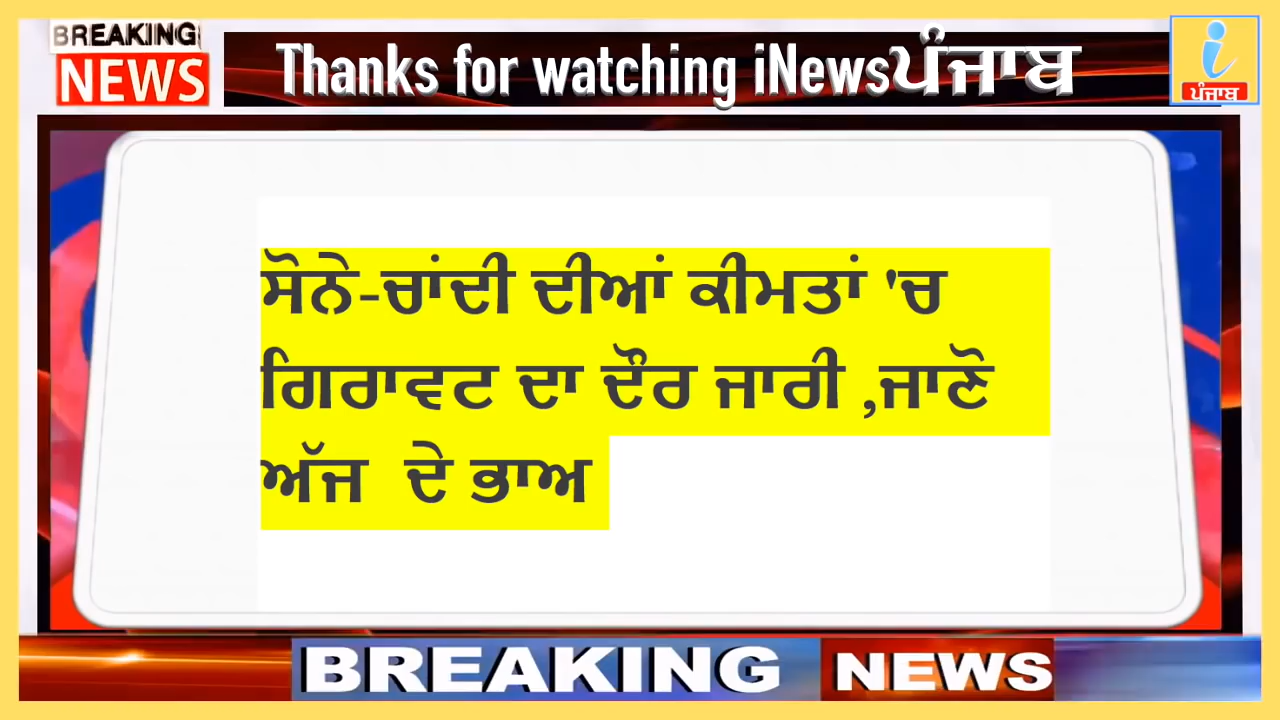 BREAKING
NEWS
Thanks for watching iNewsਪੰਜਾਬ
i
ਪੰਜਾਬ
ਸੋਨੇ-ਚਾਂਦੀ ਦੀਆਂ ਕੀਮਤਾਂ 'ਚ
ਗਿਰਾਵਟ ਦਾ ਦੌਰ ਜਾਰੀ ,ਜਾਣੋ
ਅੱਜ  ਦੇ ਭਾਅ
BREAKING NEWS